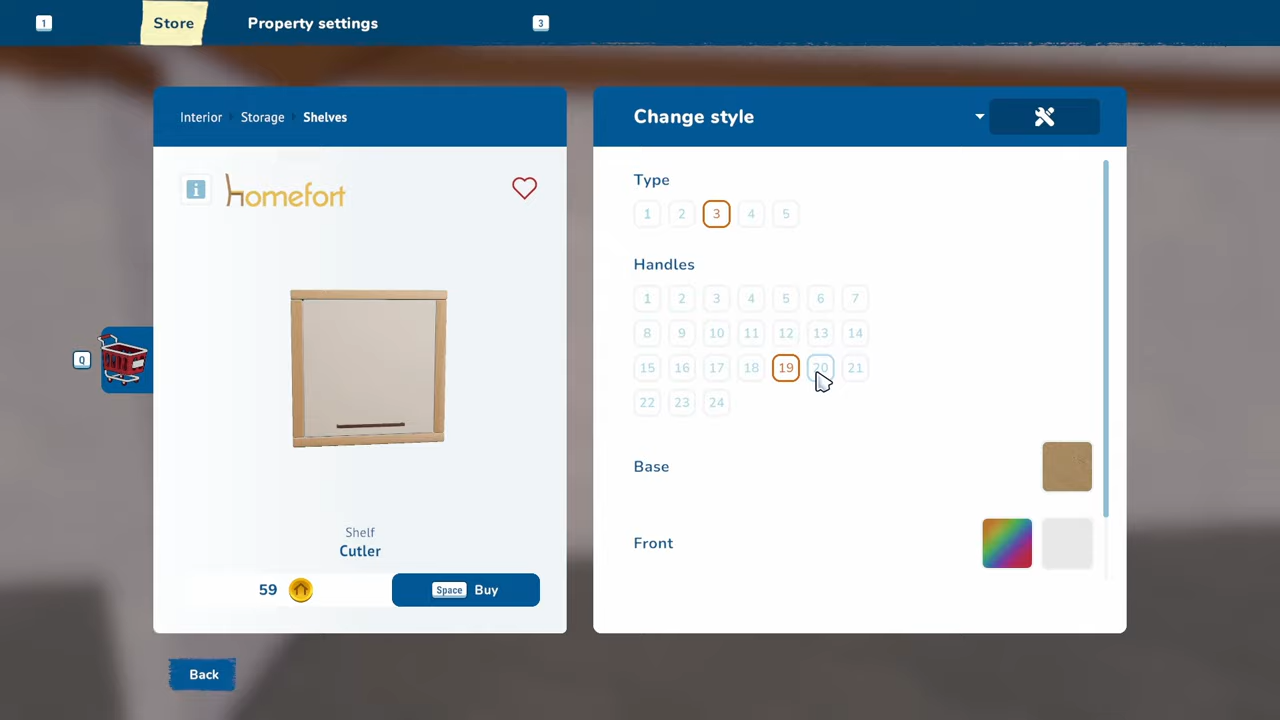 1
Store
Property settings
3
Interior Storage Shelves
Change style
i
homefort
Type
1 2 3 4 5
Handles
1 2 3 4 5 6 7
8 9 10 11 12 13 14
15 16 17 18 19 20 21
22 23 24
Q
Base
Shelf
Cutler
Front
59
Space Buy
Back